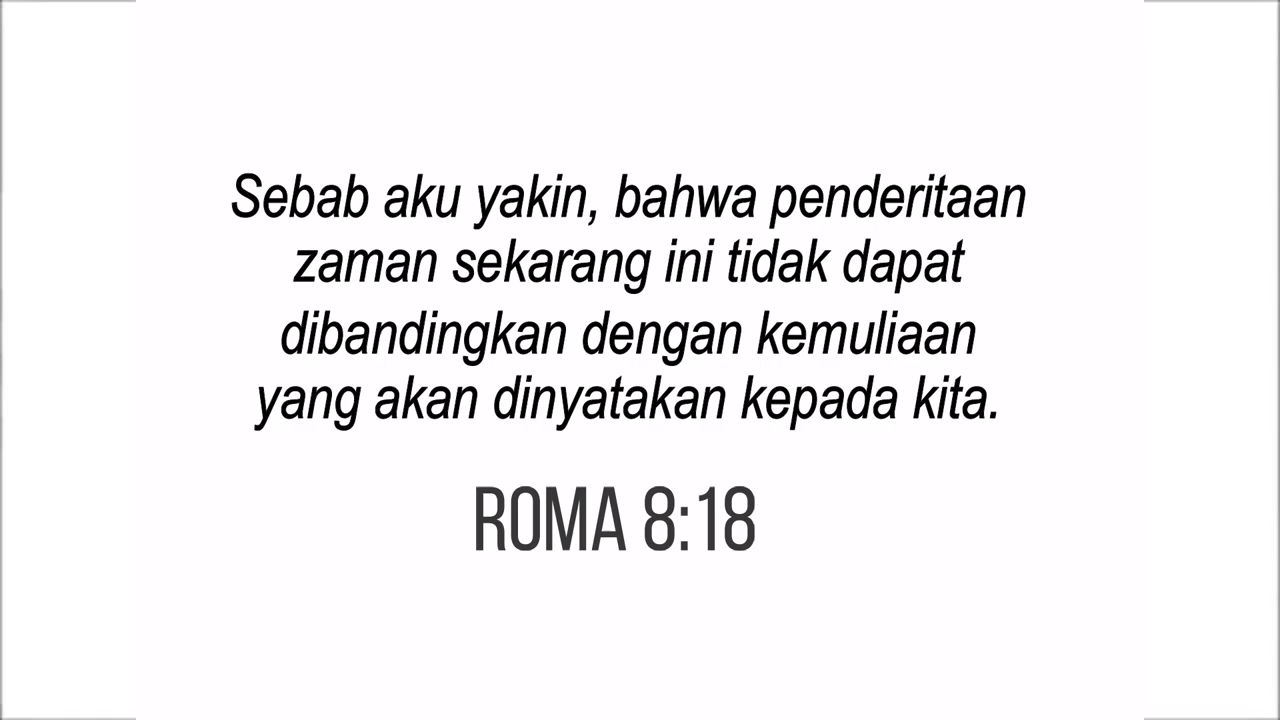 Sebab aku yakin, bahwa penderitaan
zaman sekarang ini tidak dapat
dibandingkan dengan kemuliaan
yang akan dinyatakan kepada kita.
ROMA 8:18